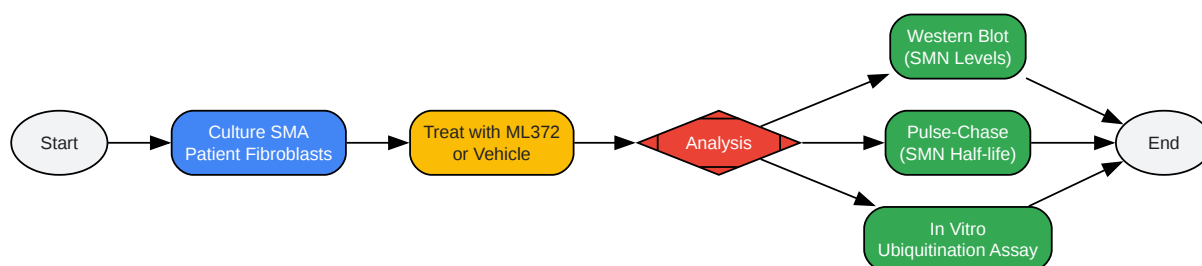 Start
Culture SMA
Patient Fibroblasts
Treat with ML372
or Vehicle
Analysis
Western Blot
(SMN Levels)
Pulse-Chase
(SMN Half-life)
In Vitro
Ubiquitination Assay
End